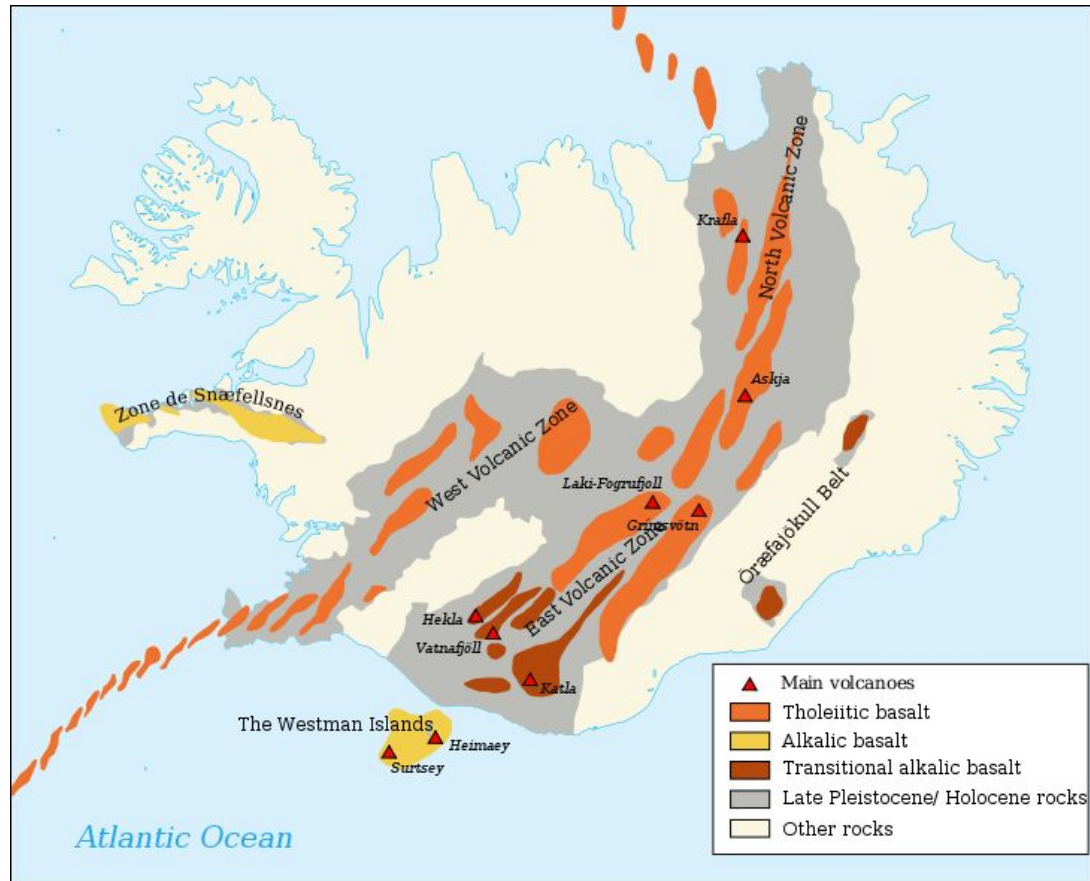 Krafla
North Volcanic Zone
Askja
Zone de Snæfellsnes
West Volcanic Zone
Laki-Fogrufjoll
Grimsvötn
Öræfajökull Belt
East Volcanic Zone
Hekla
Vatnafjöll
Katla
The Westman Islands
Heimaey
Surtsey
Atlantic Ocean
Main volcanoes
Tholeiitic basalt
Alkalic basalt
Transitional alkalic basalt
Late Pleistocene/ Holocene rocks
Other rocks